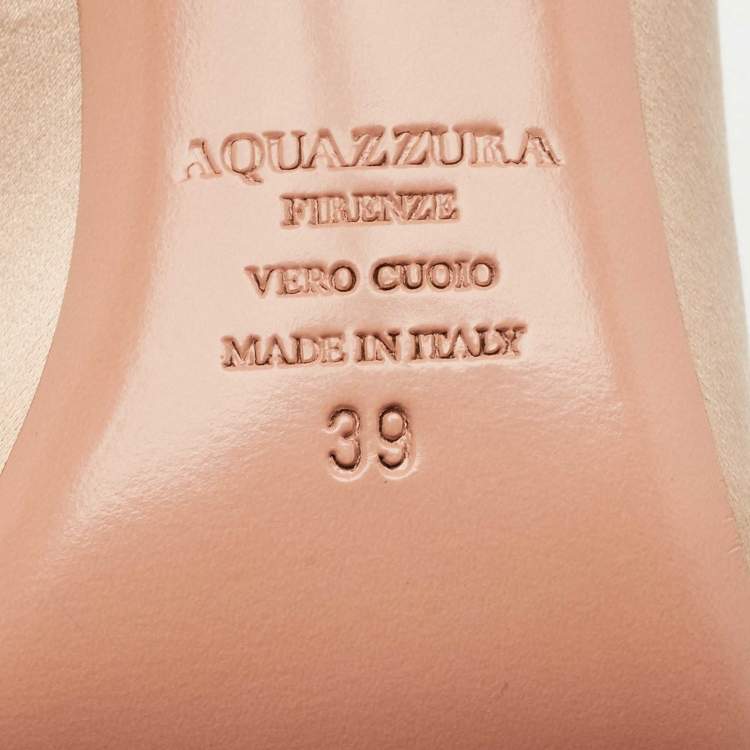 AQUAZZURA
FIRENZE
VERO CUOIO
MADE IN ITALY
39